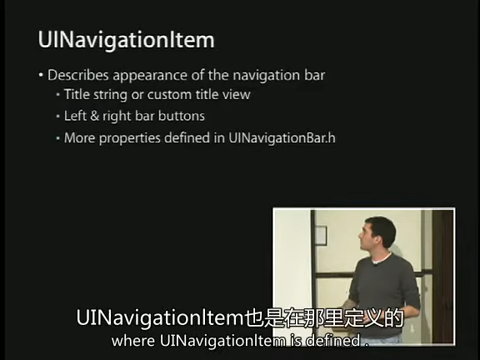 UINavigationItem
• Describes appearance of the navigation bar
• Title string or custom title view
• Left & right bar buttons
• More properties defined in UINavigationBar.h
UINavigationItem也是在那里定义的
where UINavigationItem is defined .